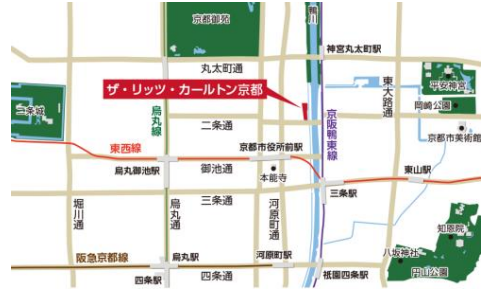 京都御苑
鴨川
神宮丸太町駅
丸太町通
平安神宮
ザ・リッツ・カールトン京都
岡崎公園
二条城
烏丸線
二条通
京阪鴨東線
東大路通
京都市美術館
東西線
京都市役所前駅
烏丸御池駅
御池通
本能寺
東山駅
三条駅
堀川通
烏丸通
三条通
河原町通
知恩院
八坂神社
阪急京都線
烏丸駅
河原町駅
円山公園
四条駅
四条通
祇園四条駅